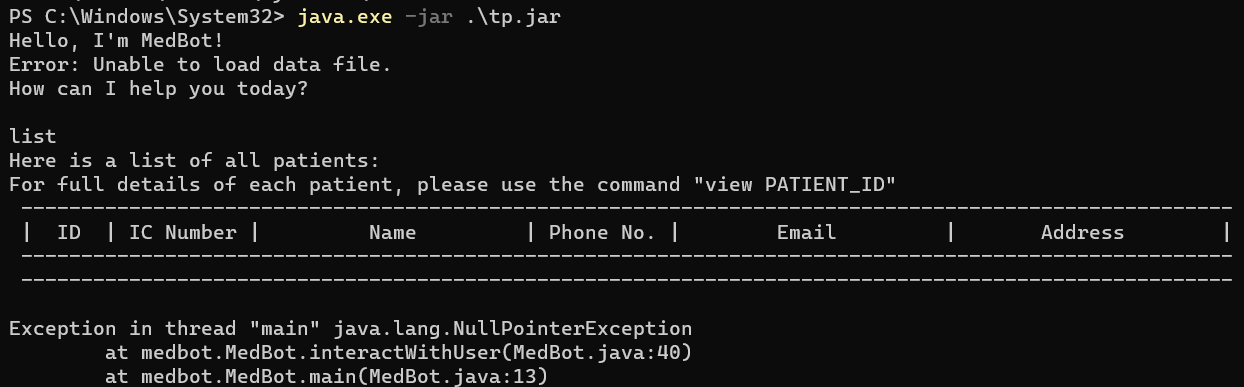 PS C:\Windows\System32> java.exe -jar .\tp.jar
Hello, I'm MedBot!
Error: Unable to load data file.
How can I help you today?
list
Here is a list of all patients:
For full details of each patient, please use the command "view PATIENT_ID"
-----------------------------------------------------------------------------------------------------
| ID | IC Number | Name | Phone No. | Email | Address |
-----------------------------------------------------------------------------------------------------
-----------------------------------------------------------------------------------------------------
Exception in thread "main" java.lang.NullPointerException
at medbot.MedBot.interactWithUser(MedBot.java:40)
at medbot.MedBot.main(MedBot.java:13)